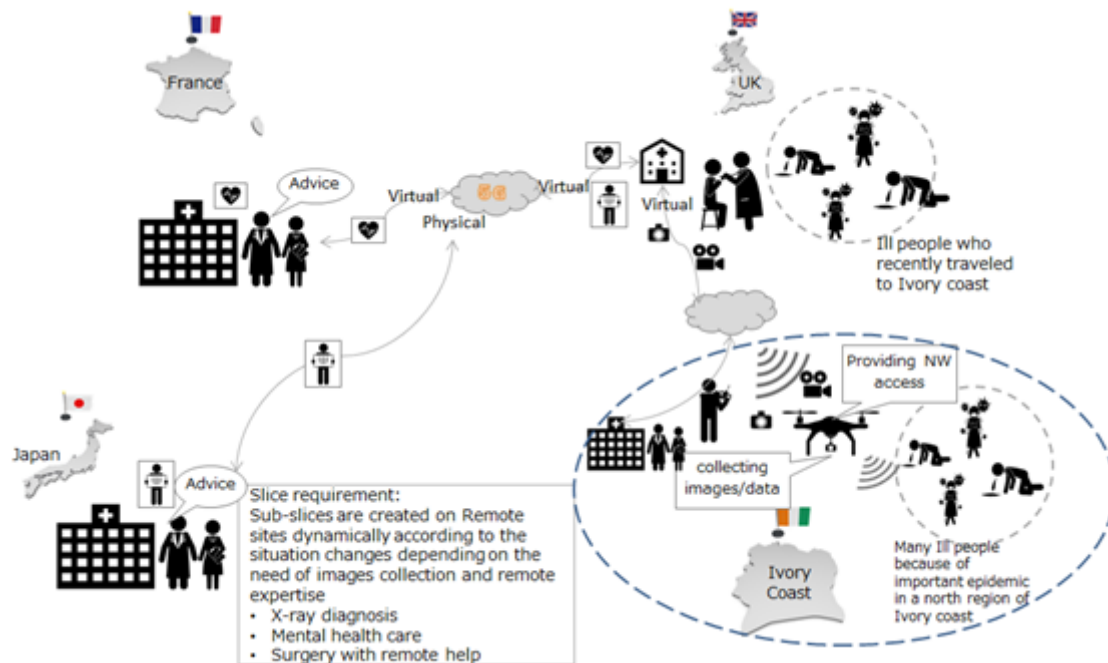 France
UK
Advice
Virtual
5G
Virtual
Physical
Virtual
Ill people who
recently traveled
to Ivory coast
Providing NW
access
Japan
Advice
collecting
images/data
Slice requirement:
Sub-slices are created on Remote
sites dynamically according to the
situation changes depending on the
need of images collection and remote
expertise
• X-ray diagnosis
• Mental health care
• Surgery with remote help
Ivory
Coast
Many Ill people
because of
important epidemic
in a north region of
Ivory coast